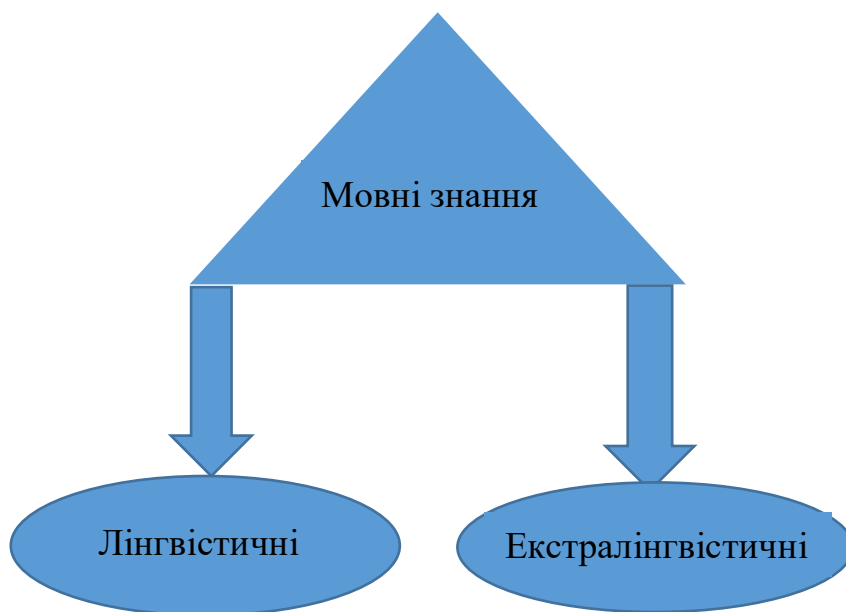 Мовні знання
Лінгвістичні
Екстралінгвістичні